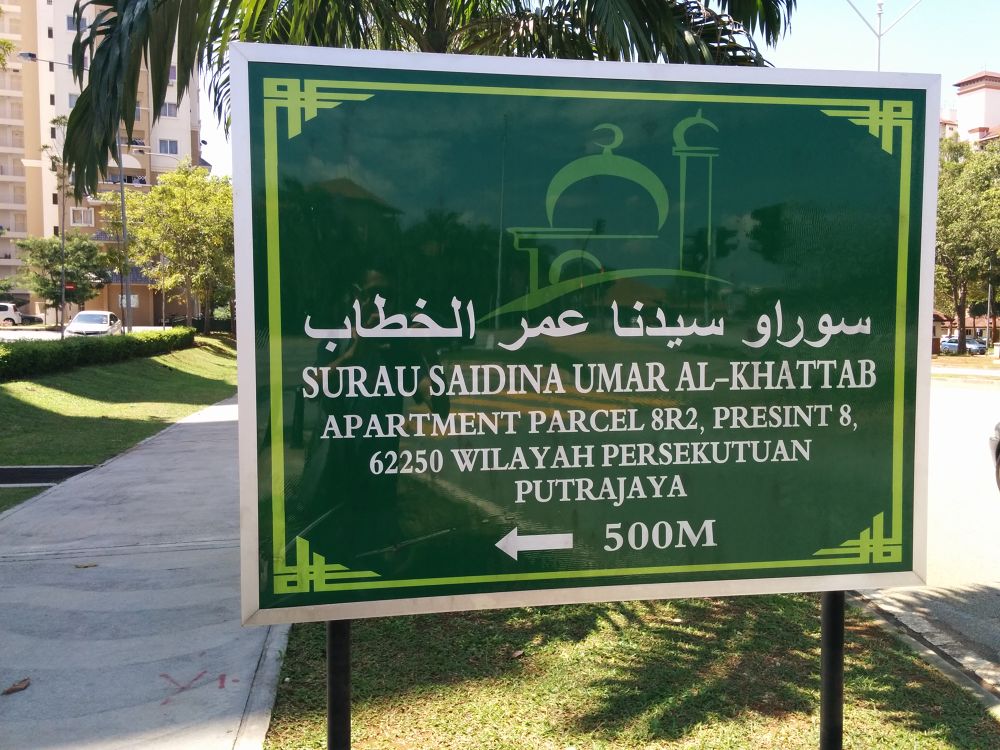 سوراو سيدنا عمر الخطاب
SURAU SAIDINA UMAR AL-KHATTAB
APARTMENT PARCEL 8R2, PRESINT 8,
62250 WILAYAH PERSEKUTUAN
PUTRAJAYA
500M